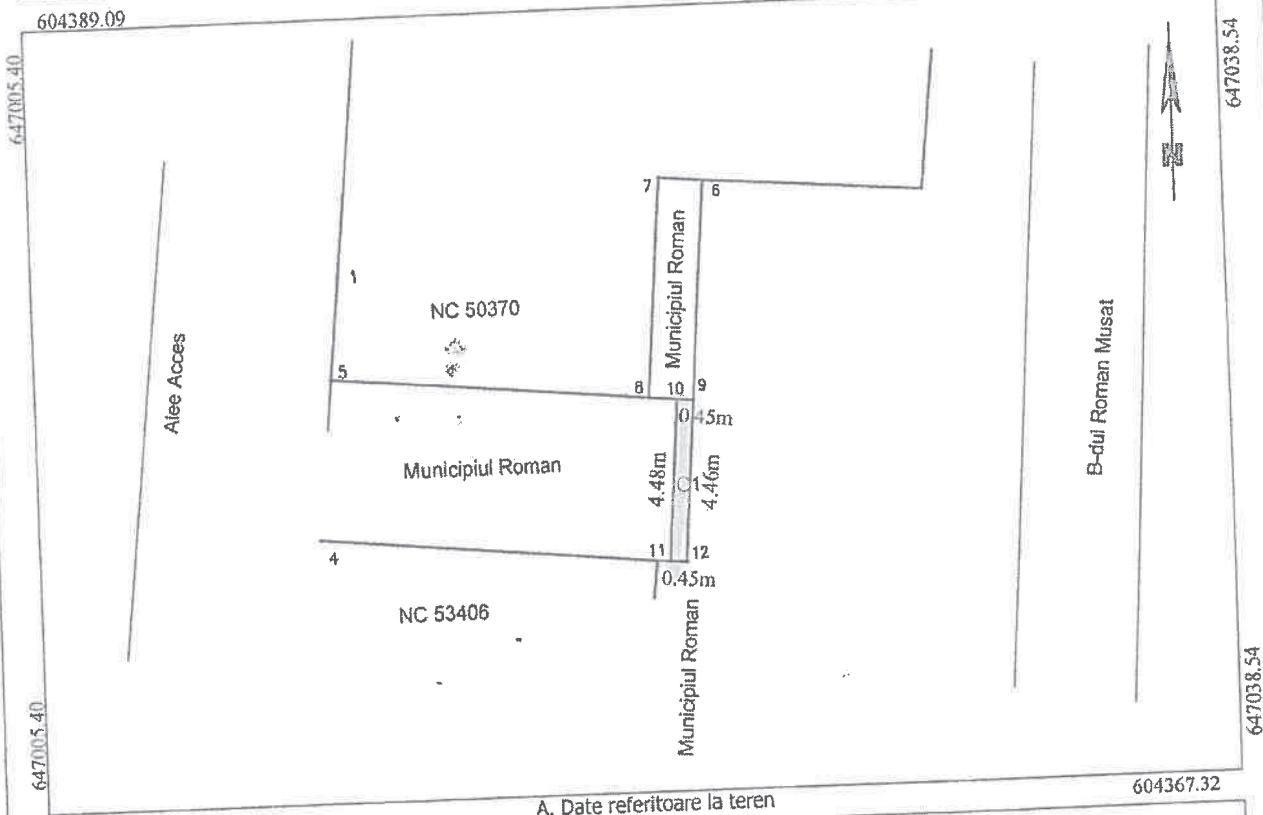 604389.09
647005.40
647038.54
7
6
1
NC 50370
Municipiul Roman
Alee Acces
B-dul Roman Musat
5
8
10
9
0.45m
Municipiul Roman
4.48m
4.46m
4
11
12
0.45m
NC 53406
Municipiul Roman
647005.40
647038.54
604367.32
A. Date referitoare la teren